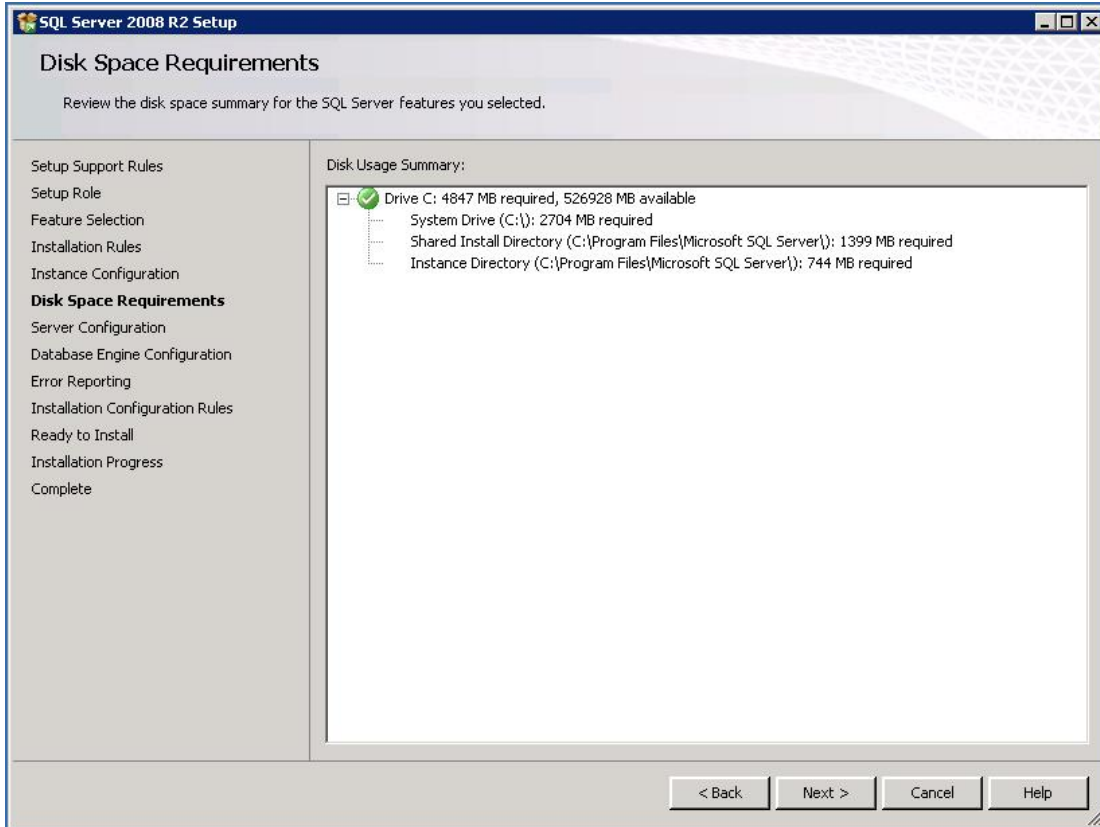 SQL Server 2008 R2 Setup
Disk Space Requirements
Review the disk space summary for the SQL Server features you selected.
Setup Support Rules
Setup Role
Feature Selection
Installation Rules
Instance Configuration
Disk Space Requirements
Server Configuration
Database Engine Configuration
Error Reporting
Installation Configuration Rules
Ready to Install
Installation Progress
Complete
Disk Usage Summary:
Drive C: 4847 MB required, 526928 MB available
System Drive (C:\): 2704 MB required
Shared Install Directory (C:\Program Files\Microsoft SQL Server\): 1399 MB required
Instance Directory (C:\Program Files\Microsoft SQL Server\): 744 MB required
< Back Next > Cancel Help